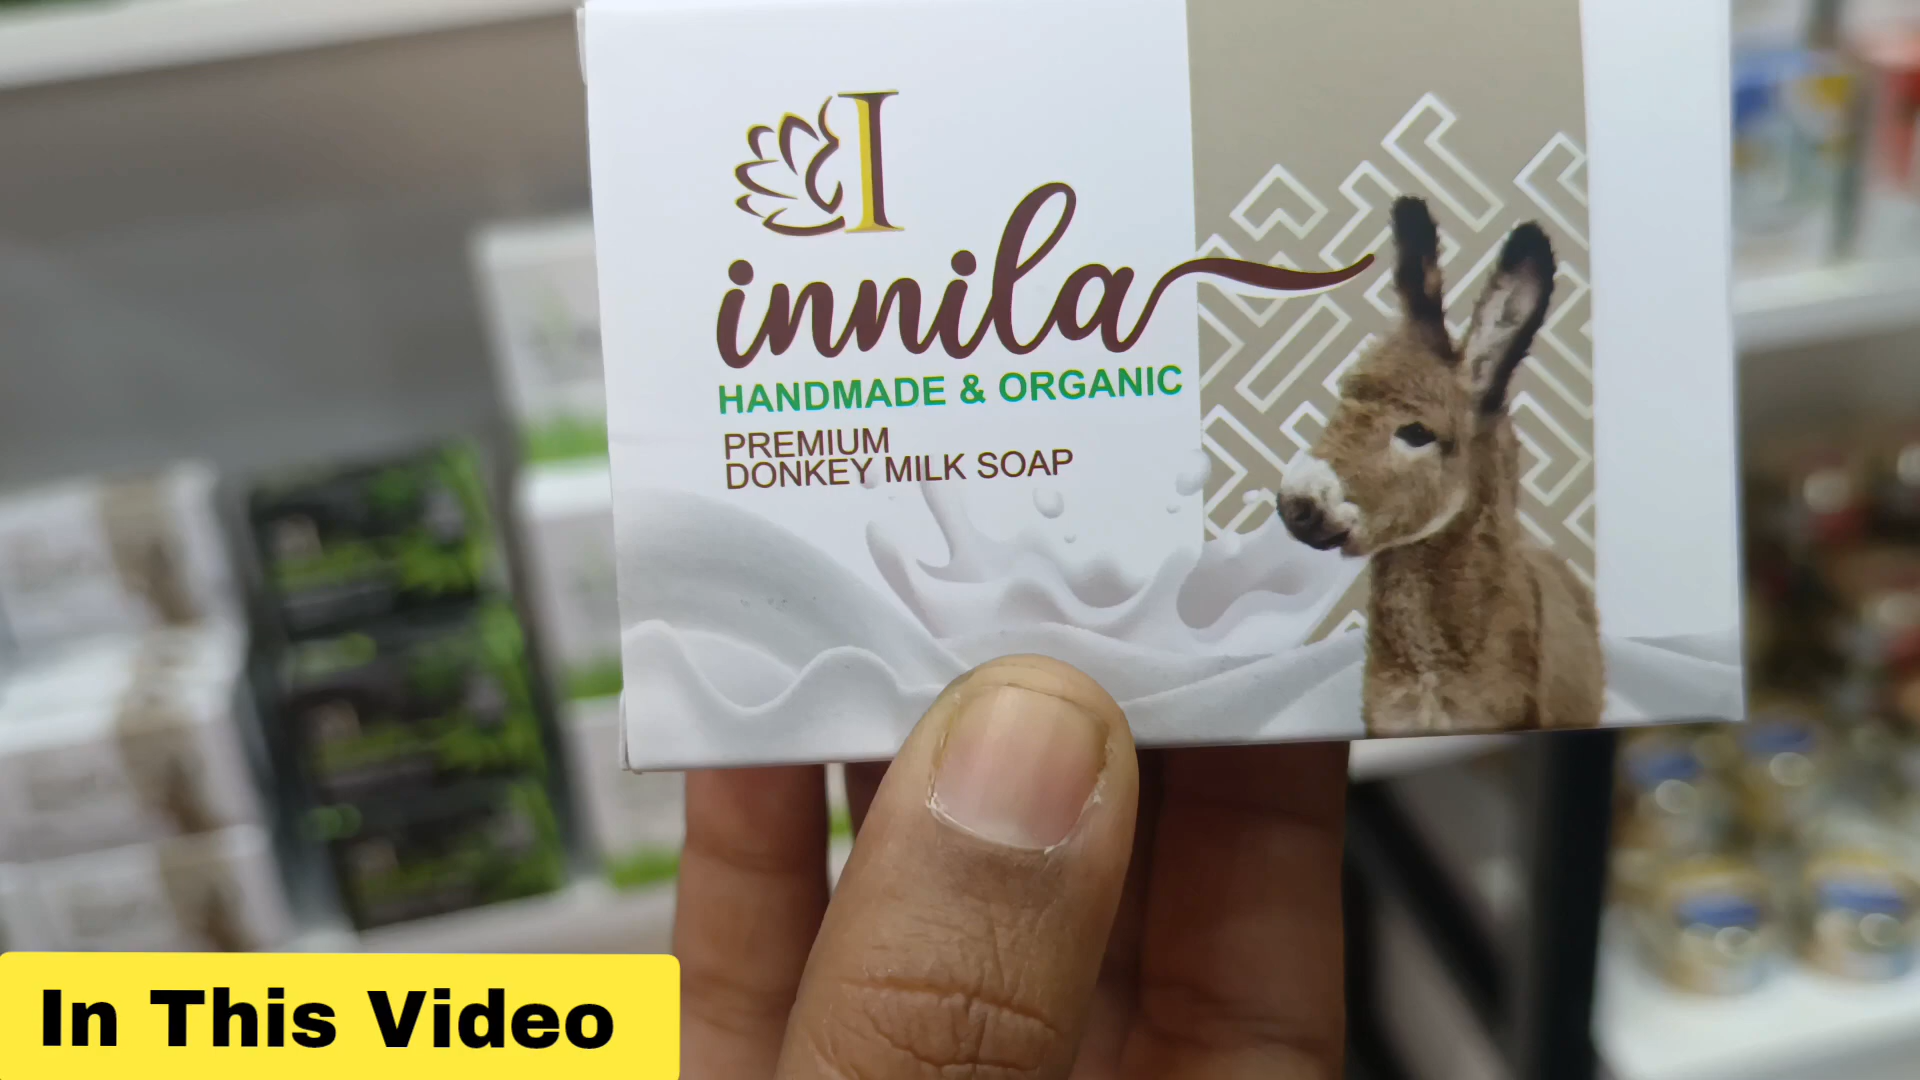 I
innila
HANDMADE & ORGANIC
PREMIUM
DONKEY MILK SOAP
In This Video